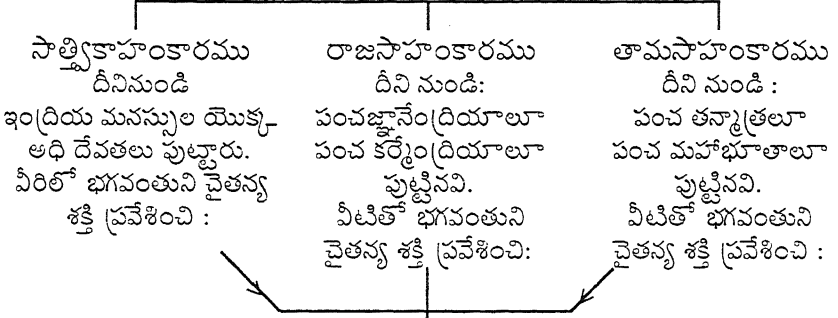 సాత్త్వికాహంకారము
దీనినుండి
ఇంద్రియ మనస్సుల యొక్క
అధి దేవతలు పుట్టారు.
వీరిలో భగవంతుని చైతన్య
శక్తి ప్రవేశించి :
రాజసాహంకారము
దీని నుండి:
పంచజ్ఞానేంద్రియాలూ
పంచ కర్మేంద్రియాలూ
పుట్టినవి.
వీటితో భగవంతుని
చైతన్య శక్తి ప్రవేశించి:
తామసాహంకారము
దీని నుండి :
పంచ తన్మాత్రలూ
పంచ మహాభూతాలూ
పుట్టినవి.
వీటితో భగవంతుని
చైతన్య శక్తి ప్రవేశించి :